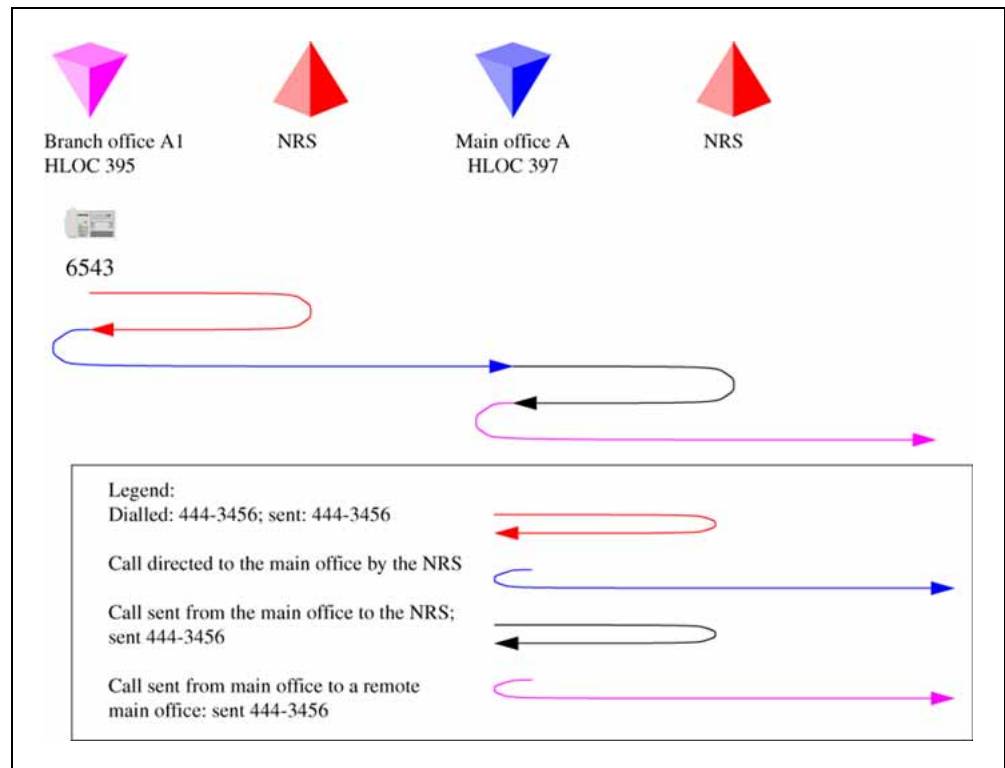 Branch office A1
HLOC 395
NRS
Main office A
HLOC 397
NRS
6543
Legend:
Dialled: 444-3456; sent: 444-3456
Call directed to the main office by the NRS
Call sent from the main office to the NRS;
sent 444-3456
Call sent from main office to a remote
main office: sent 444-3456